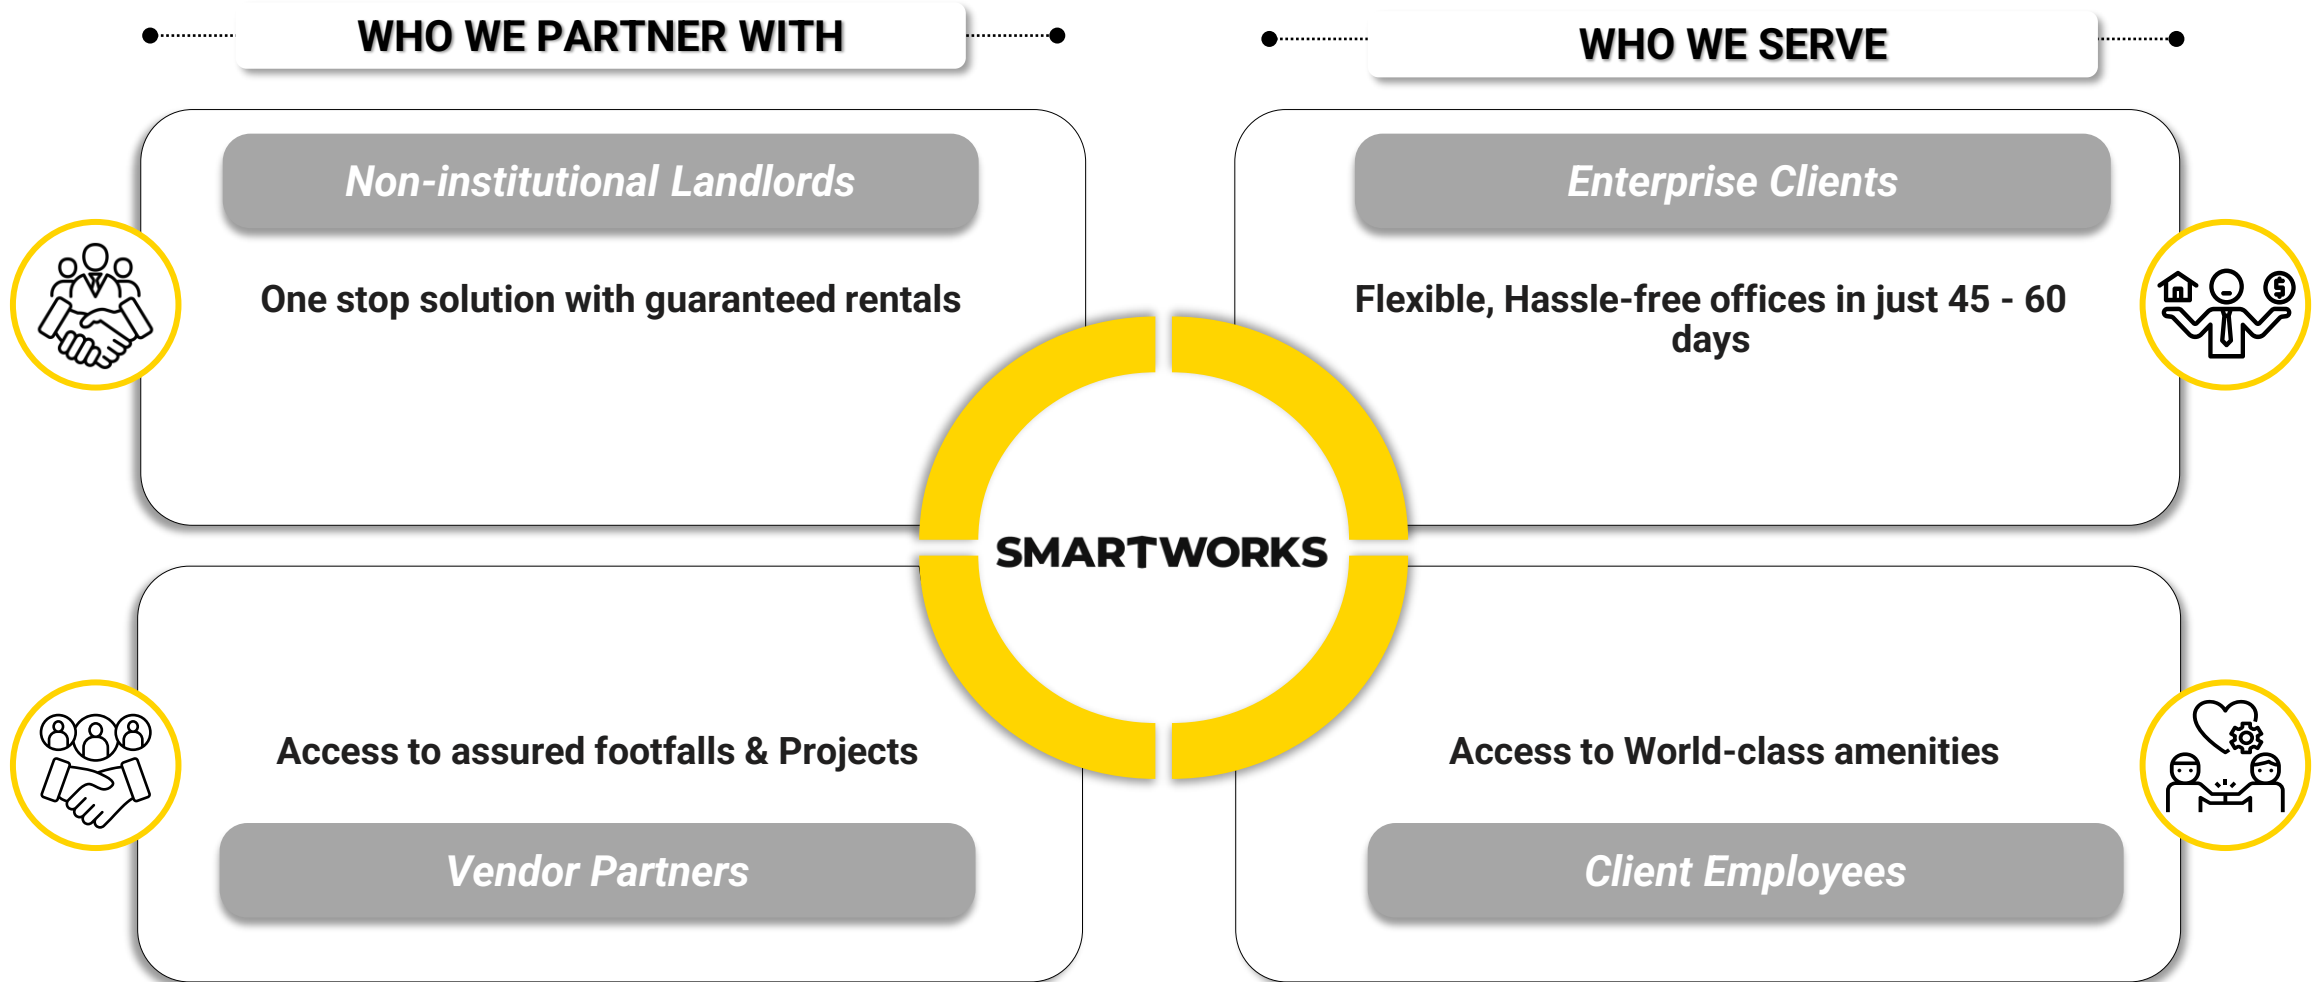 WHO WE PARTNER WITH
WHO WE SERVE
Non-institutional Landlords
One stop solution with guaranteed rentals
Enterprise Clients
Flexible, Hassle-free offices in just 45 - 60
days
SMARTWORKS
Access to assured footfalls & Projects
Vendor Partners
Access to World-class amenities
Client Employees